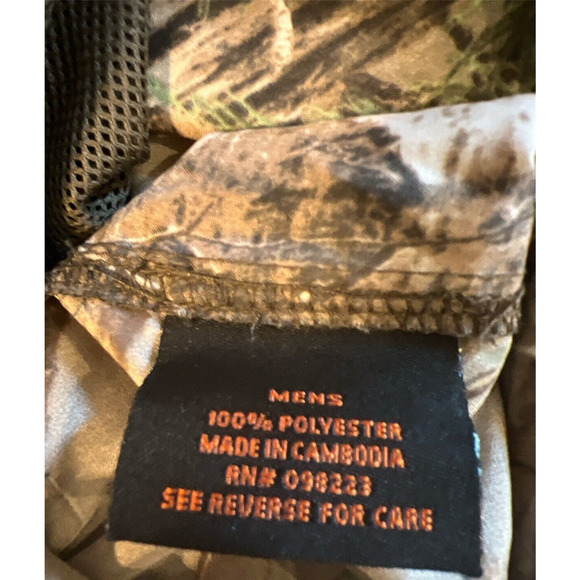 MENS
100% POLYESTER
MADE IN CAMBODIA
RN# 098223
SEE REVERSE FOR CARE